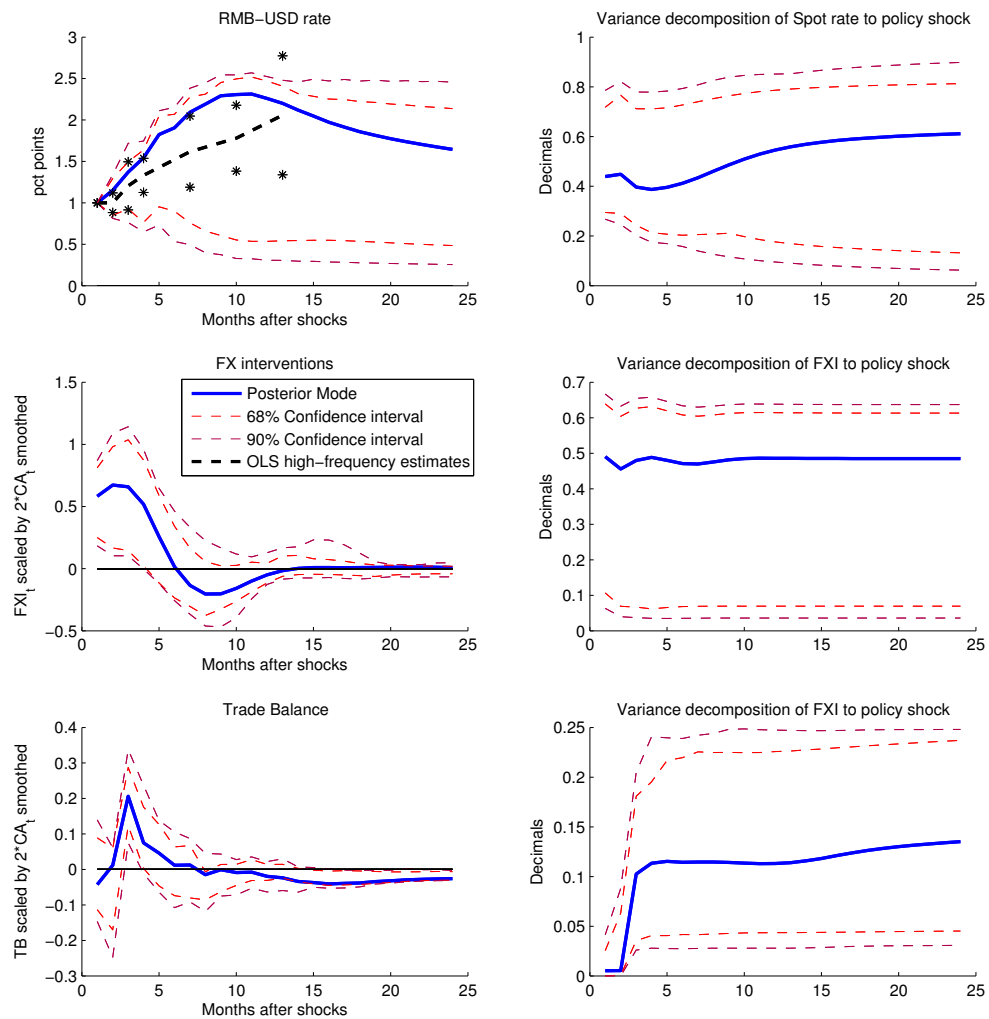 RMB−USD rate
3
2.5
2
1.5
1
0.5
0
pct points
0 5 10 15 20 25
Months after shocks
Variance decomposition of Spot rate to policy shock
1
0.8
0.6
0.4
0.2
0
Decimals
0 5 10 15 20 25
FX interventions
1.5
1
0.5
0
−0.5
FXI_t scaled by 2*CA_t smoothed
Posterior Mode
68% Confidence interval
90% Confidence interval
OLS high−frequency estimates
0 5 10 15 20 25
Months after shocks
Variance decomposition of FXI to policy shock
0.7
0.6
0.5
0.4
0.3
0.2
0.1
0
Decimals
0 5 10 15 20 25
Trade Balance
0.4
0.3
0.2
0.1
0
−0.1
−0.2
−0.3
TB scaled by 2*CA_t smoothed
0 5 10 15 20 25
Months after shocks
Variance decomposition of FXI to policy shock
0.25
0.2
0.15
0.1
0.05
0
Decimals
0 5 10 15 20 25